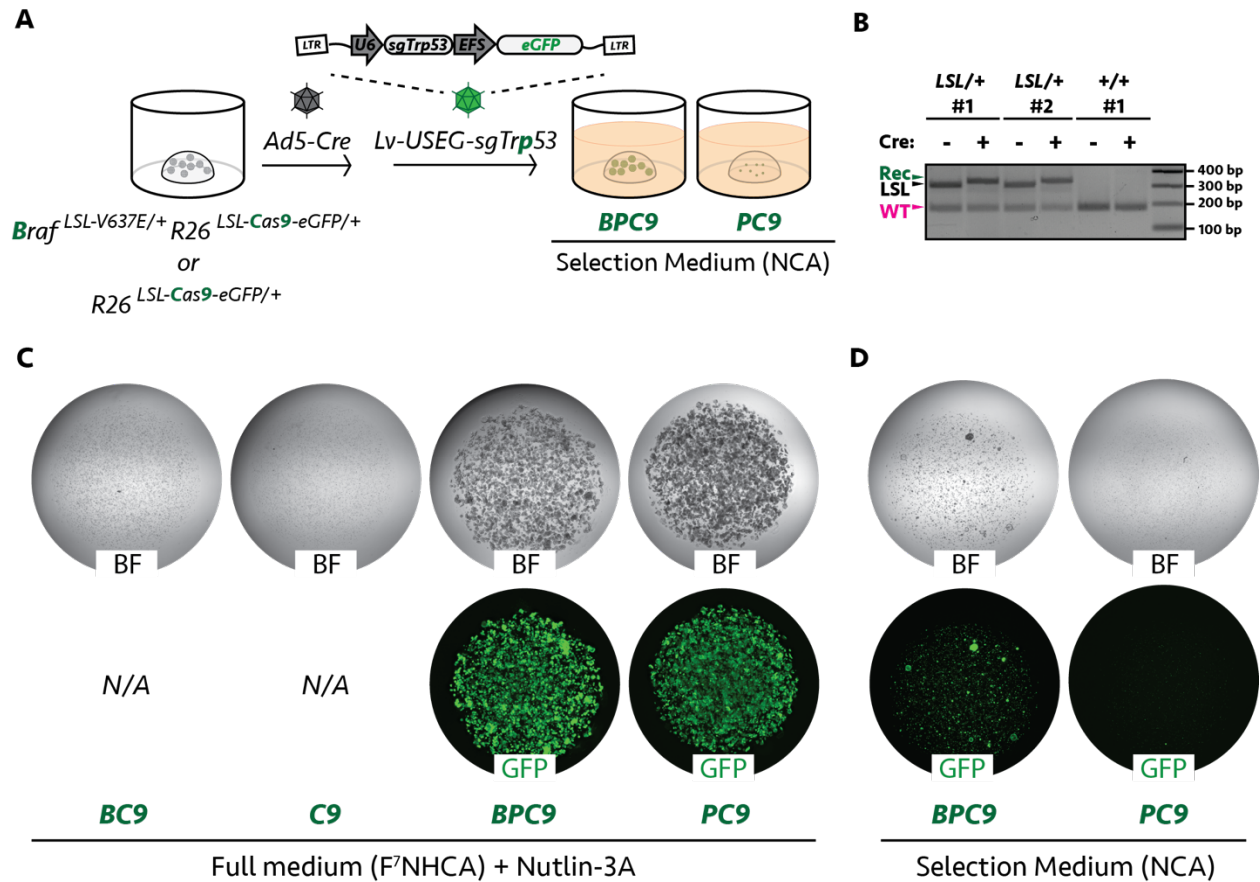 A
LTR U6 sgTrp53 EFS eGFP LTR
Ad5-Cre
Lv-USEG-sgTrp53
Braf LSL-V637E/+ R26 LSL-Cas9-eGFP/+
or
R26 LSL-Cas9-eGFP/+
BPC9 PC9
Selection Medium (NCA)
B
LSL/+ LSL/+ +/+
#1 #2 #1
Cre: - + - + - +
Rec
LSL
WT
400 bp
300 bp
200 bp
100 bp
C
BF BF BF BF
N/A N/A GFP GFP
BC9 C9 BPC9 PC9
Full medium (F⁷NHCA) + Nutlin-3A
D
BF BF
GFP GFP
BPC9 PC9
Selection Medium (NCA)